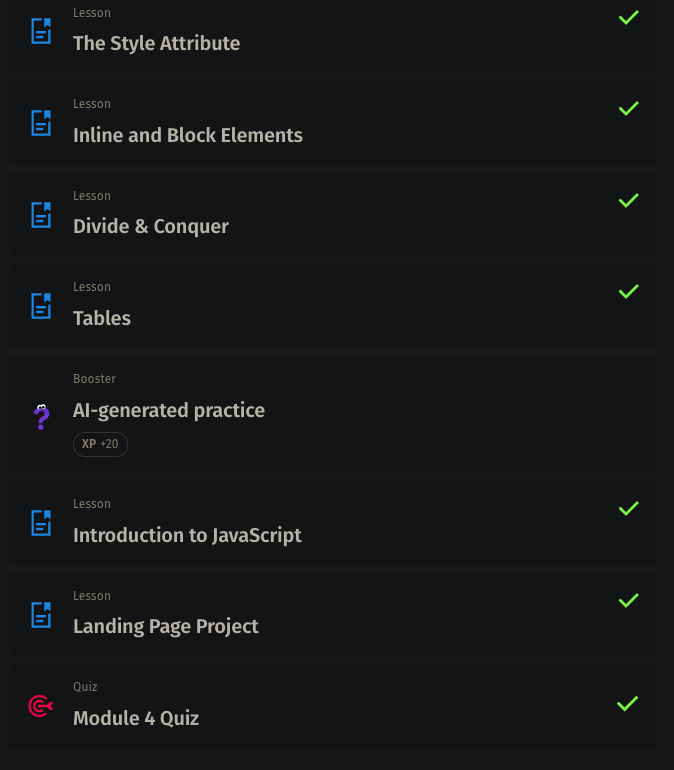 Lesson
The Style Attribute
Lesson
Inline and Block Elements
Lesson
Divide & Conquer
Lesson
Tables
Booster
AI-generated practice
XP +20
Lesson
Introduction to JavaScript
Lesson
Landing Page Project
Quiz
Module 4 Quiz